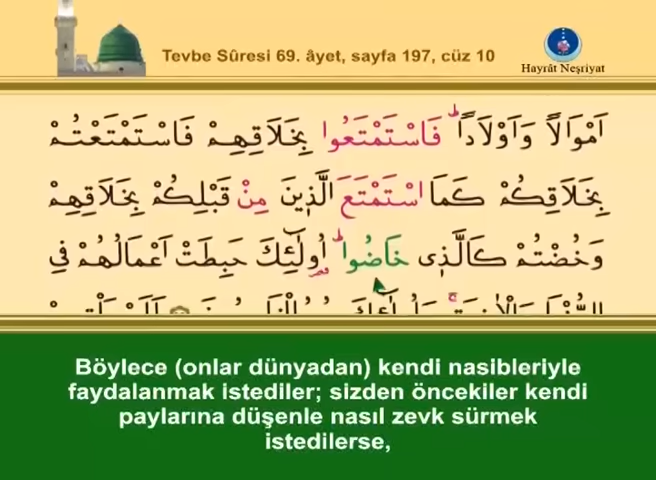 Tevbe Sûresi 69. âyet, sayfa 197, cüz 10
Hayrât Neşriyat
اَمْوَالًا وَاَوْلَادًاۜ فَاسْتَمْتَعُوا بِخَلَاقِهِمْ فَاسْتَمْتَعْتُمْ
بِخَلَاقِكُمْ كَمَا اسْتَمْتَعَ الَّذٖينَ مِنْ قَبْلِكُمْ بِخَلَاقِهِمْ
وَخُضْتُمْ كَالَّذٖى خَاضُواۜ اُولٰٓئِكَ حَبِطَتْ اَعْمَالُهُمْ فِى
Böylece (onlar dünyadan) kendi nasibleriyle
faydalanmak istediler; sizden öncekiler kendi
paylarına düşenle nasıl zevk sürmek
istedilerse,